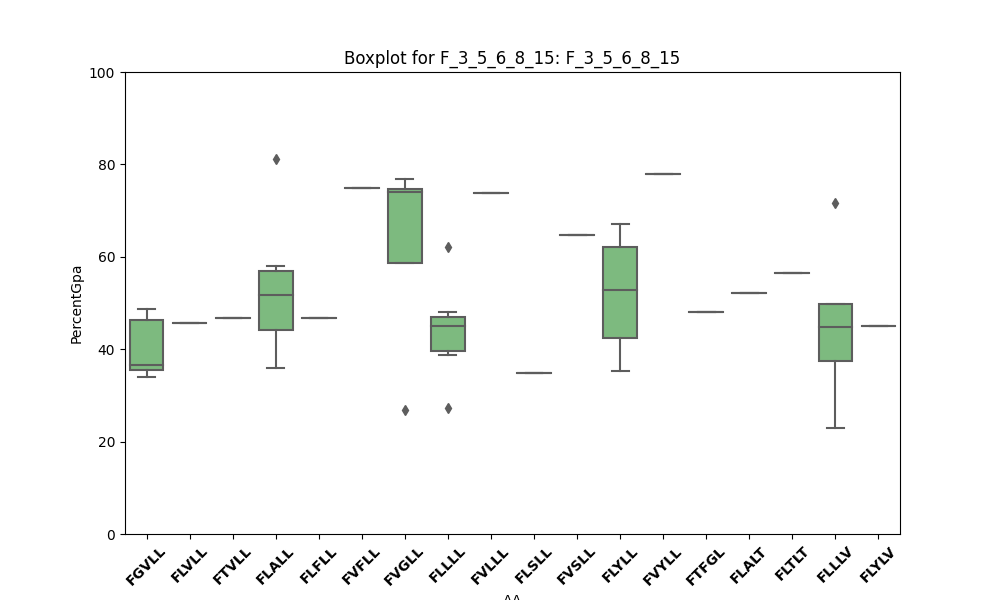 Boxplot for F_3_5_6_8_15: F_3_5_6_8_15
100
80
60
40
20
0
PercentGpa
FGVLL FLVLL FTVLL FLALL FLFLL FVFLL FVGLL FLLLL FVLLL FLSLL FVSLL FLYLL FVYLL FTFGL FLALT FLTLT FLLLV FLYLV
AA